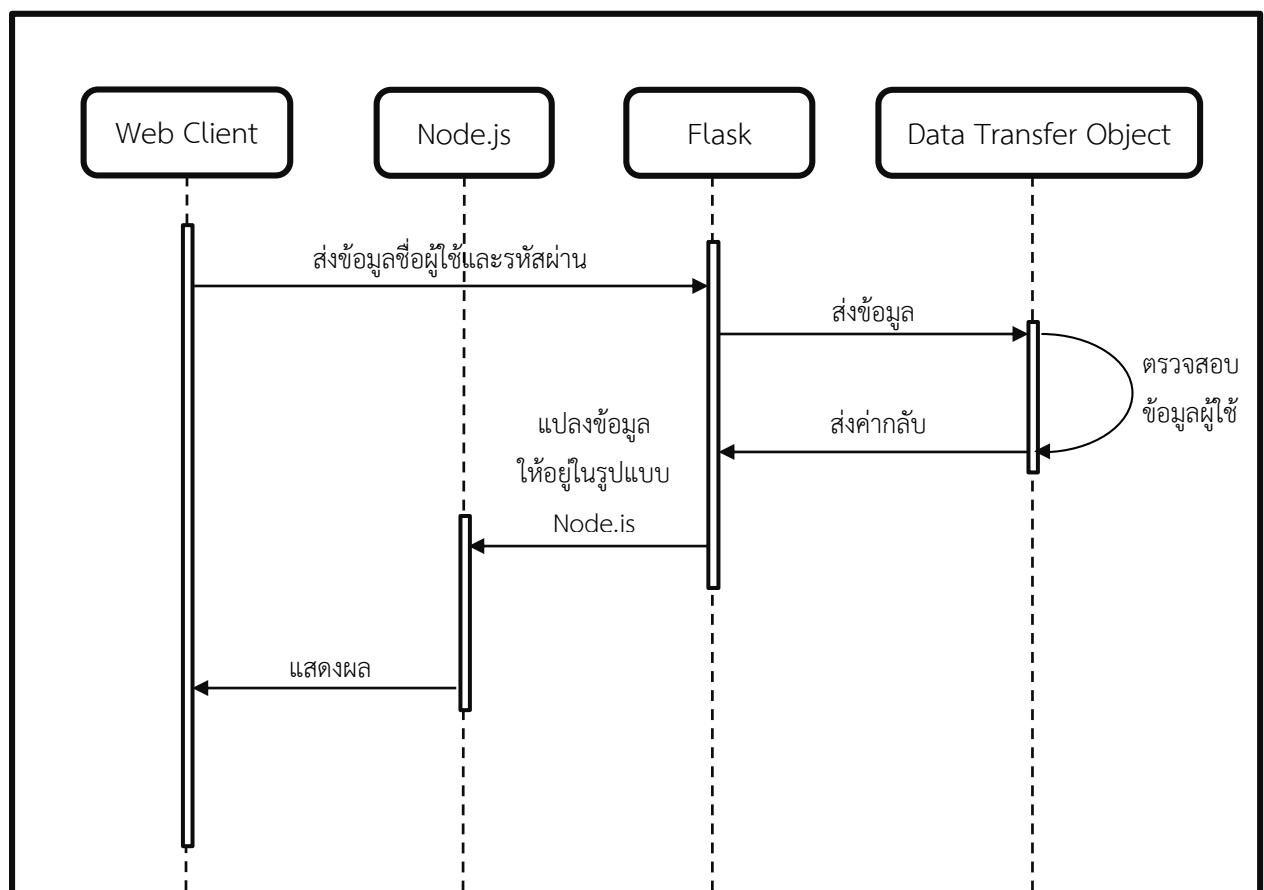 Web Client
Node.js
Flask
Data Transfer Object
ส่งข้อมูลชื่อผู้ใช้และรหัสผ่าน
ส่งข้อมูล
ตรวจสอบ
ข้อมูลผู้ใช้
ส่งค่ากลับ
แปลงข้อมูล
ให้อยู่ในรูปแบบ
Node.js
แสดงผล